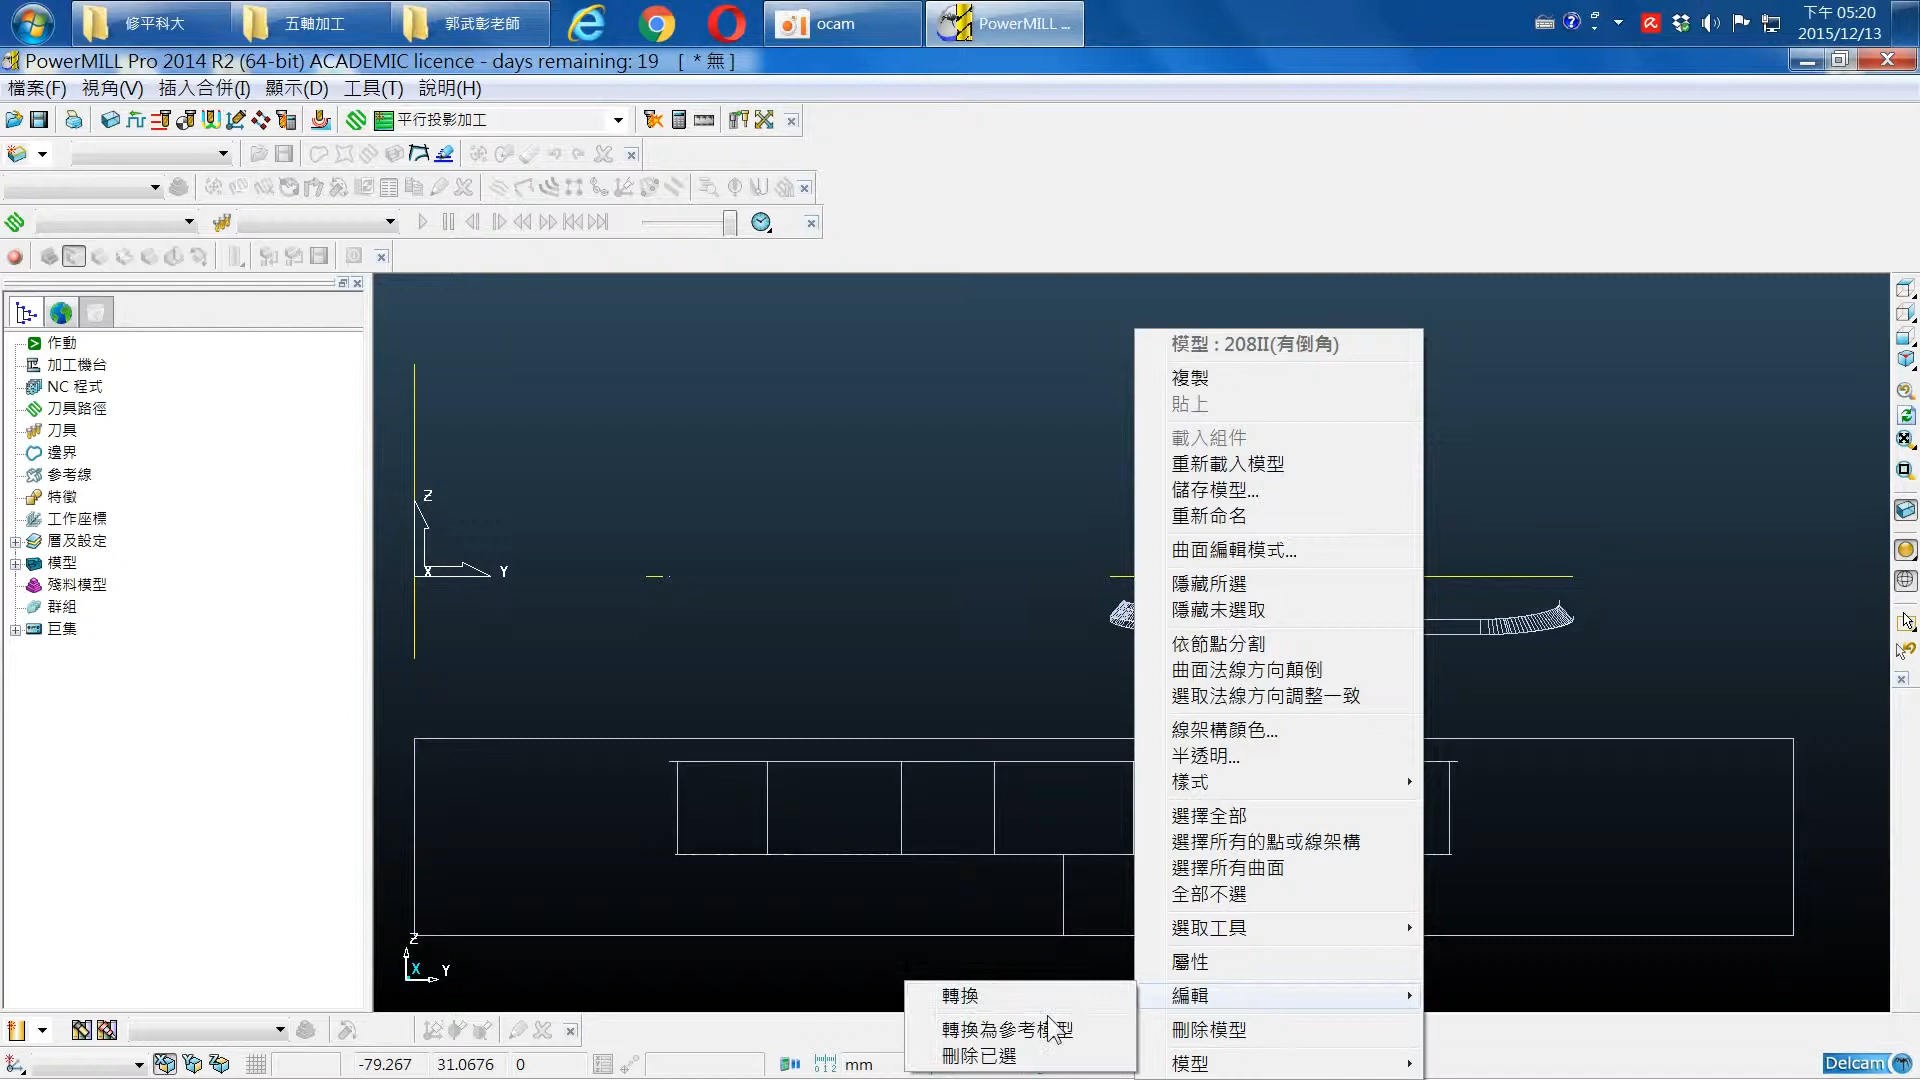 修平科大
五軸加工
郭武彰老師
ocam
PowerMILL ...
下午 05:20
2015/12/13
PowerMILL Pro 2014 R2 (64-bit) ACADEMIC licence - days remaining: 19 [ * 無 ]
檔案(F) 視角(V) 插入合併(I) 顯示(D) 工具(T) 說明(H)
平行投影加工
作動
加工機台
NC 程式
刀具路徑
刀具
邊界
參考線
特徵
工作座標
層及設定
模型
殘料模型
群組
巨集
Z
X
Y
Z
X
Y
模型 : 208II(有倒角)
複製
貼上
載入組件
重新載入模型
儲存模型...
重新命名
曲面編輯模式...
隱藏所選
隱藏未選取
依節點分割
曲面法線方向顛倒
選取法線方向調整一致
線架構顏色...
半透明...
樣式
選擇全部
選擇所有的點或線架構
選擇所有曲面
全部不選
選取工具
屬性
編輯
刪除模型
模型
轉換
轉換為參考模型
刪除已選
-79.267 31.0676 0
mm
Delcam